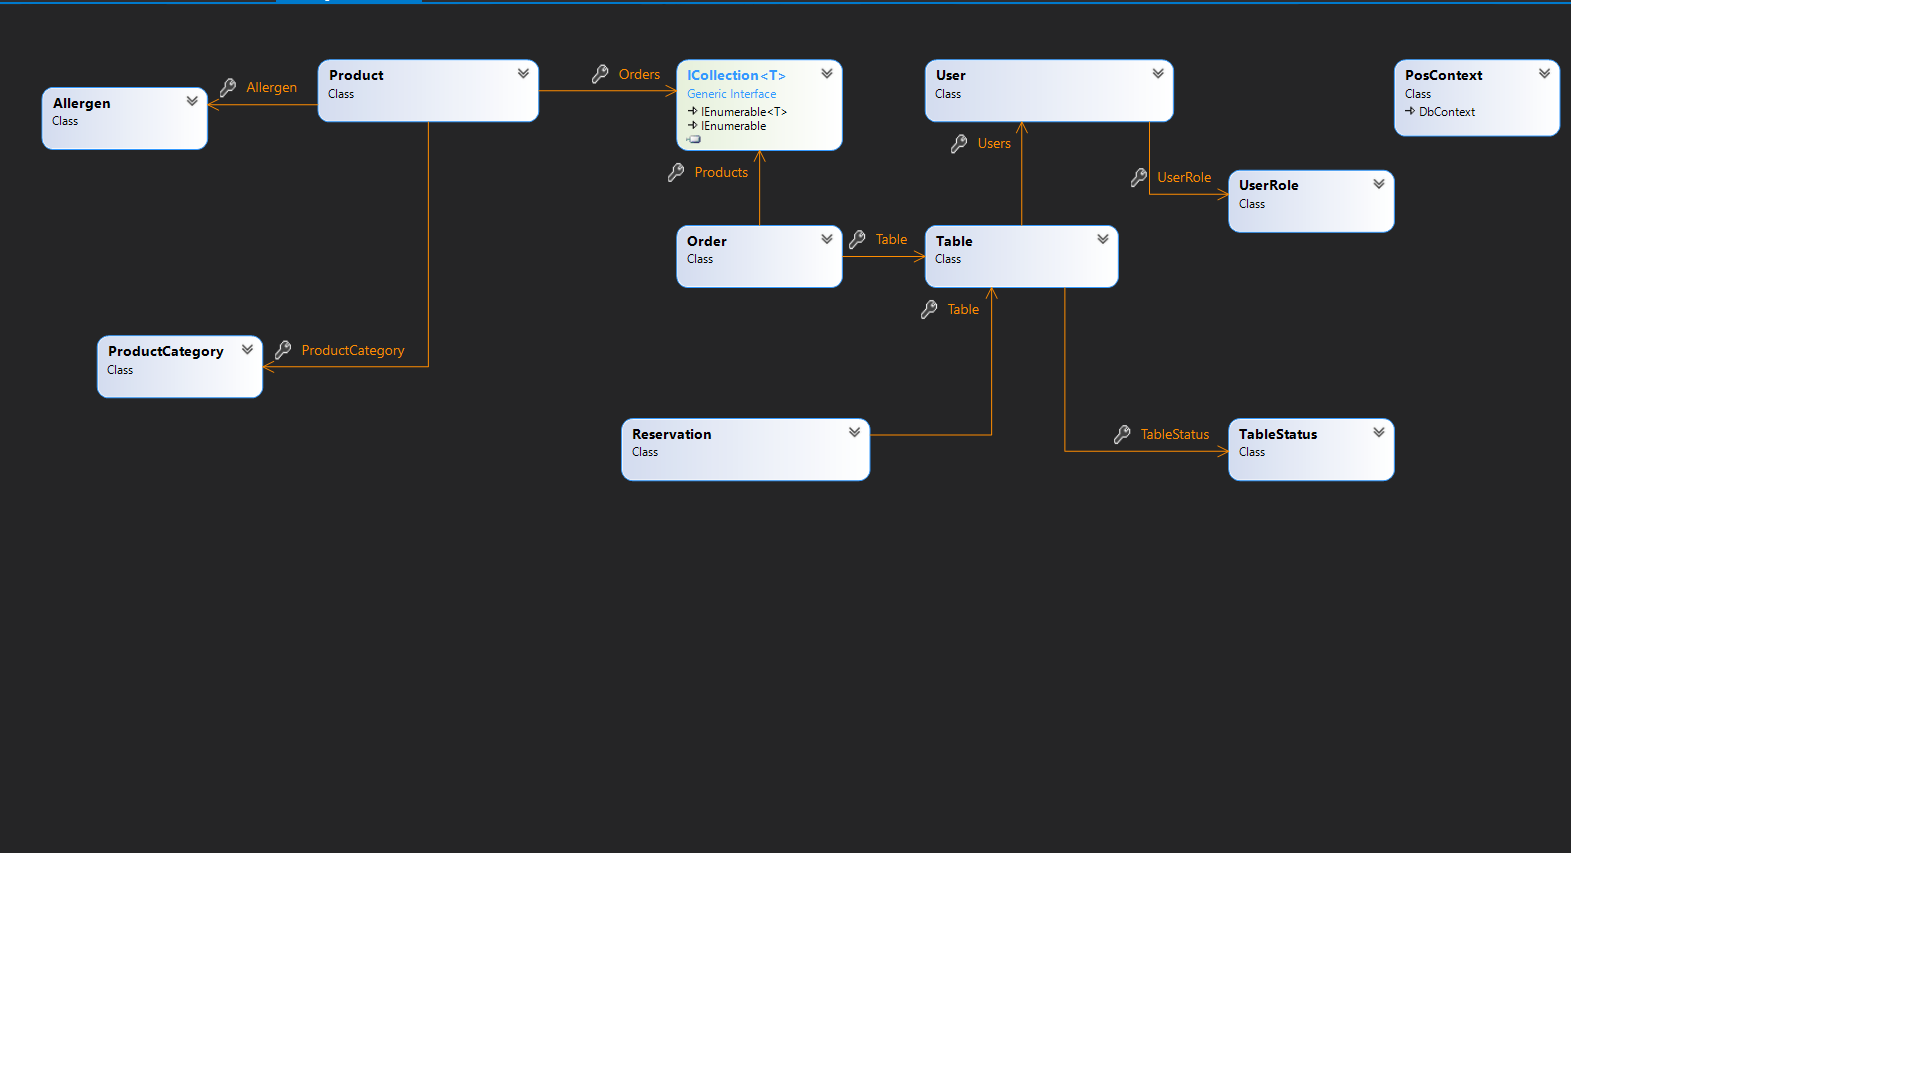 Allergen
Class
Allergen
Product
Class
Orders
ICollection<T>
Generic Interface
IEnumerable<T>
IEnumerable
User
Class
PosContext
Class
DbContext
Products
Users
UserRole
UserRole
Class
Order
Class
Table
Table
Class
Table
ProductCategory
Class
ProductCategory
Reservation
Class
TableStatus
TableStatus
Class